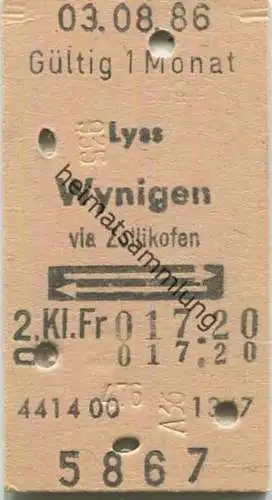 03.08.86
Gültig 1 Monat
Lyss
Wynigen
via Zollikofen
heimatsammlung.de
2.Kl.Fr 017.20
017:20
441400
5867